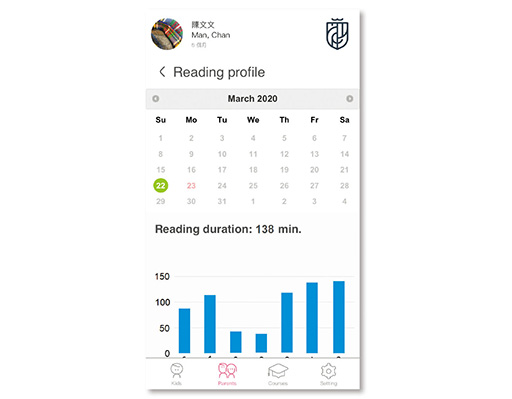 陳文文
Man, Chan
Reading profile
March 2020
Su Mo Tu We Th Fr Sa
1 2 3 4 5 6 7
8 9 10 11 12 13 14
15 16 17 18 19 20 21
22 23 24 25 26 27 28
29 30 31 1 2 3 4
Reading duration: 138 min.
150
100
50
0
Kids Parents Courses Setting